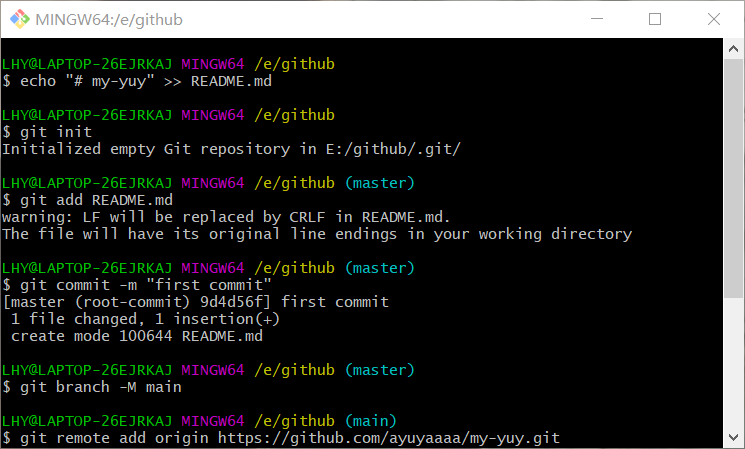 MINGW64:/e/github
LHY@LAPTOP-26EJRKAJ MINGW64 /e/github
$ echo "# my-yuy" >> README.md
LHY@LAPTOP-26EJRKAJ MINGW64 /e/github
$ git init
Initialized empty Git repository in E:/github/.git/
LHY@LAPTOP-26EJRKAJ MINGW64 /e/github (master)
$ git add README.md
warning: LF will be replaced by CRLF in README.md.
The file will have its original line endings in your working directory
LHY@LAPTOP-26EJRKAJ MINGW64 /e/github (master)
$ git commit -m "first commit"
[master (root-commit) 9d4d56f] first commit
 1 file changed, 1 insertion(+)
 create mode 100644 README.md
LHY@LAPTOP-26EJRKAJ MINGW64 /e/github (master)
$ git branch -M main
LHY@LAPTOP-26EJRKAJ MINGW64 /e/github (main)
$ git remote add origin https://github.com/ayuyaaaa/my-yuy.git